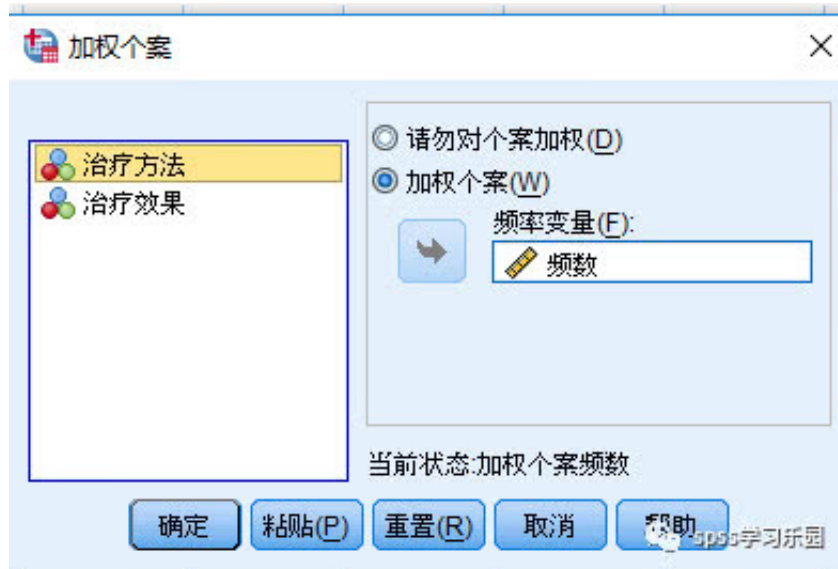 加权个案
治疗方法
治疗效果
请勿对个案加权(D)
加权个案(W)
频率变量(F):
频数
当前状态:加权个案频数
确定 粘贴(P) 重置(R) 取消 帮助
spss学习乐园